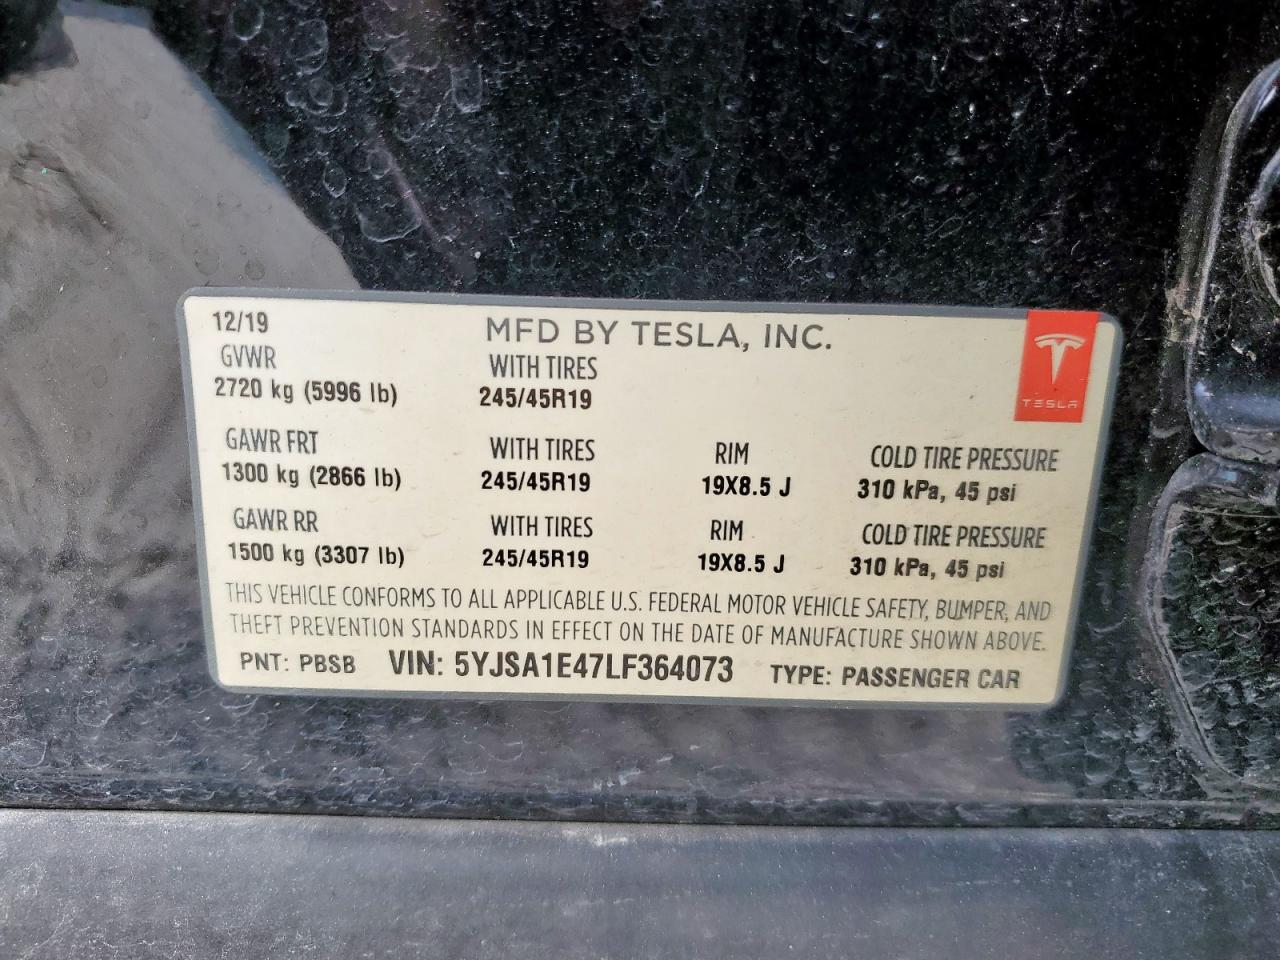 12/19 MFD BY TESLA, INC.
GVWR WITH TIRES
2720 kg (5996 lb) 245/45R19
TESLA
GAWR FRT WITH TIRES RIM COLD TIRE PRESSURE
1300 kg (2866 lb) 245/45R19 19X8.5 J 310 kPa, 45 psi
GAWR RR WITH TIRES RIM COLD TIRE PRESSURE
1500 kg (3307 lb) 245/45R19 19X8.5 J 310 kPa, 45 psi
THIS VEHICLE CONFORMS TO ALL APPLICABLE U.S. FEDERAL MOTOR VEHICLE SAFETY, BUMPER, AND
THEFT PREVENTION STANDARDS IN EFFECT ON THE DATE OF MANUFACTURE SHOWN ABOVE.
PNT: PBSB VIN: 5YJSA1E47LF364073 TYPE: PASSENGER CAR